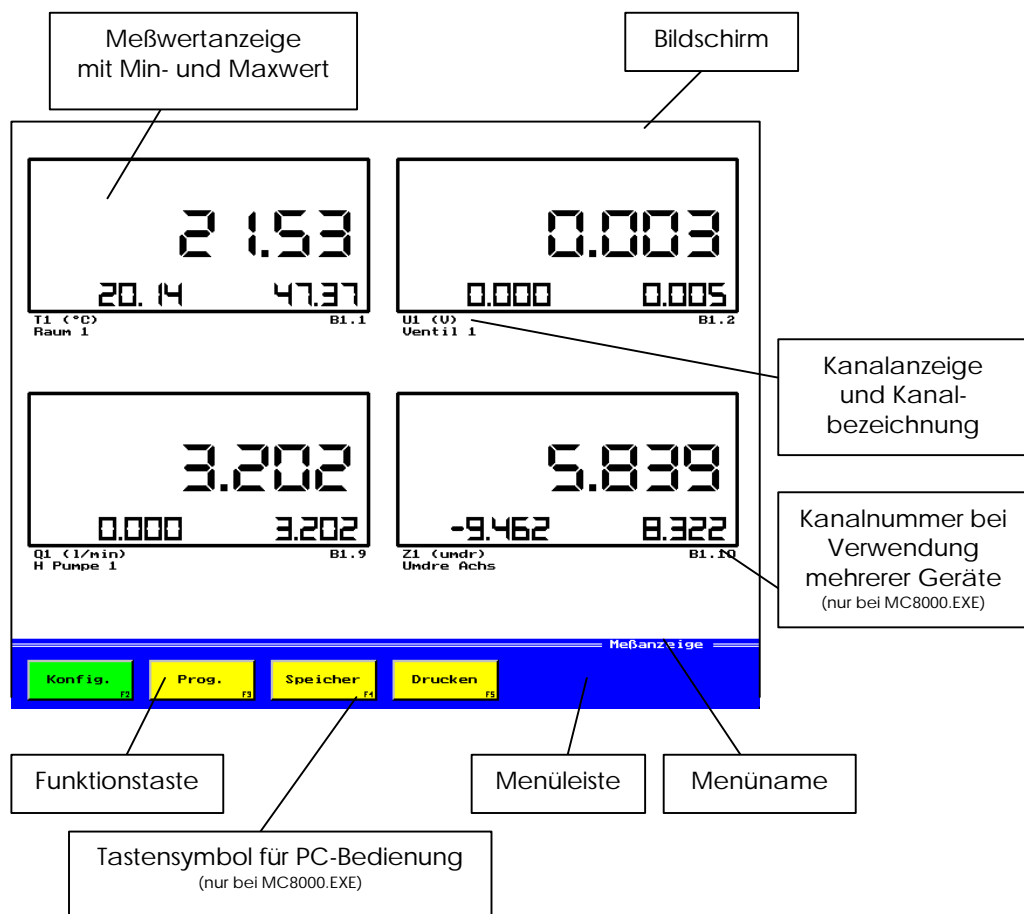 Meßwertanzeige
mit Min- und Maxwert
Bildschirm
21.53
20.14 47.37
T1 (°C) B1.1
Raum 1
0.003
0.000 0.005
U1 (V) B1.2
Ventil 1
Kanalanzeige
und Kanal-
bezeichnung
3.202
0.000 3.202
Q1 (l/min) B1.9
H Pumpe 1
5.839
-9.462 8.322
Z1 (umdr) B1.10
Umdre Achs
Kanalnummer bei
Verwendung
mehrerer Geräte
(nur bei MC8000.EXE)
Meßanzeige
Konfig. F2
Prog. F3
Speicher F4
Drucken F5
Funktionstaste
Menüleiste
Menüname
Tastensymbol für PC-Bedienung
(nur bei MC8000.EXE)